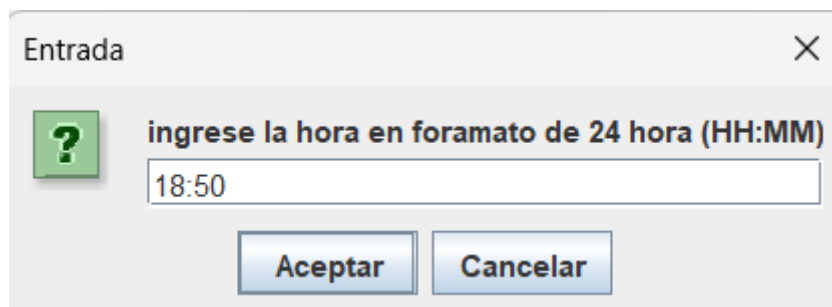 Entrada
?
ingrese la hora en foramato de 24 hora (HH:MM)
18:50
Aceptar Cancelar